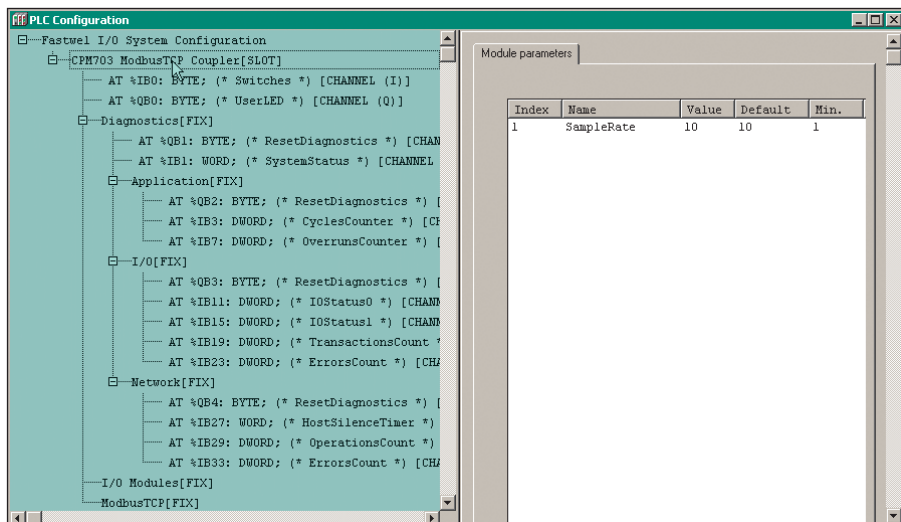 PLC Configuration
Fastwel I/O System Configuration
CPM703 ModbusTCP Coupler[SLOT]
AT %IB0: BYTE; (* Switches *) [CHANNEL (I)]
AT %QB0: BYTE; (* UserLED *) [CHANNEL (Q)]
Diagnostics[FIX]
AT %QB1: BYTE; (* ResetDiagnostics *) [CHAN
AT %IB1: WORD; (* SystemStatus *) [CHANNEL
Application[FIX]
AT %QB2: BYTE; (* ResetDiagnostics *) [
AT %IB3: DWORD; (* CyclesCounter *) [CH
AT %IB7: DWORD; (* OverrunsCounter *) [
I/O[FIX]
AT %QB3: BYTE; (* ResetDiagnostics *) [
AT %IB11: DWORD; (* IOStatus0 *) [CHANN
AT %IB15: DWORD; (* IOStatus1 *) [CHANN
AT %IB19: DWORD; (* TransactionsCount *
AT %IB23: DWORD; (* ErrorsCount *) [CHA
Network[FIX]
AT %QB4: BYTE; (* ResetDiagnostics *) [
AT %IB27: WORD; (* HostSilenceTimer *)
AT %IB29: DWORD; (* OperationsCount *)
AT %IB33: DWORD; (* ErrorsCount *) [CHA
I/O Modules[FIX]
ModbusTCP[FIX]
Module parameters
Index Name Value Default Min.
1 SampleRate 10 10 1